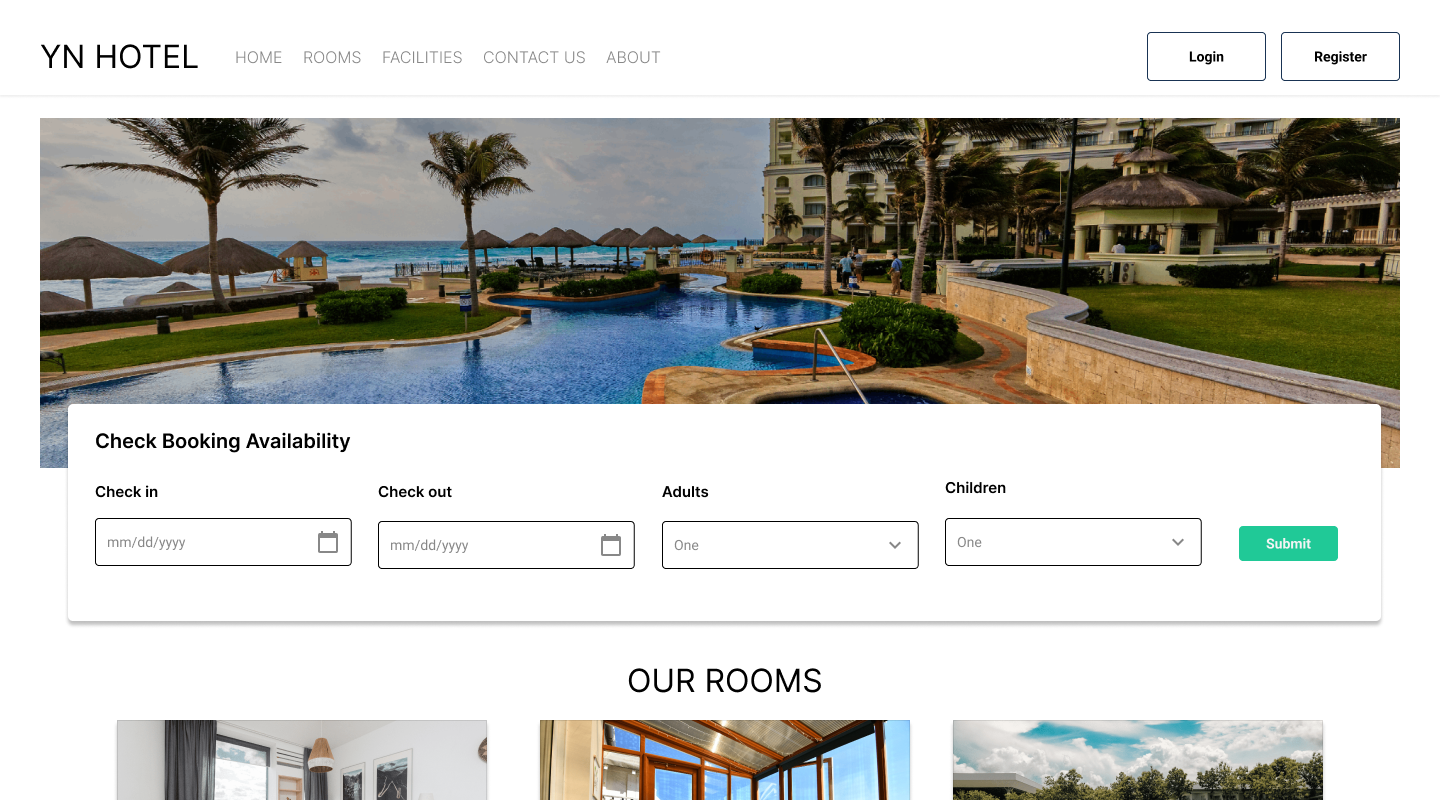 YN HOTEL
HOME ROOMS FACILITIES CONTACT US ABOUT
Login
Register
Check Booking Availability
Check in
Check out
Adults
Children
mm/dd/yyyy
mm/dd/yyyy
One
One
Submit
OUR ROOMS